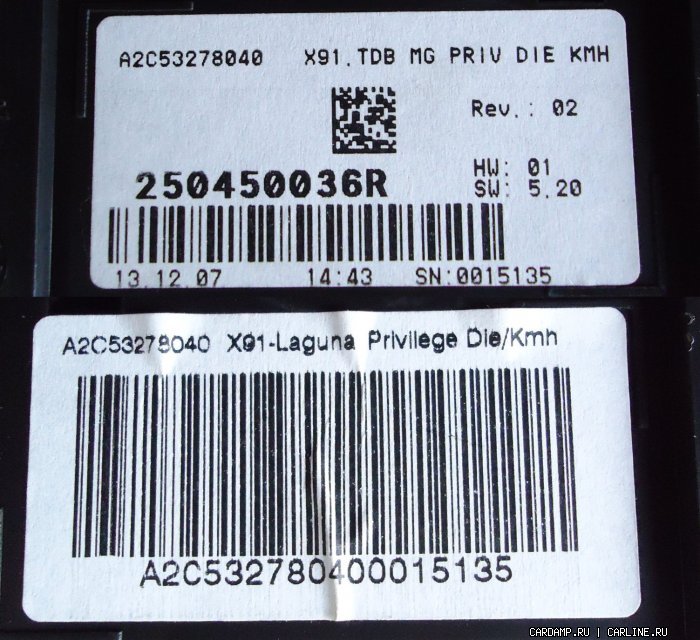 A2C53278040 X91.TDB MG PRIV DIE KMH
Rev.: 02
250450036R
HW: 01
SW: 5.20
13.12.07 14:43 SN:0015135
A2C53278040 X91-Laguna Privilege Die/Kmh
A2C532780400015135
CARDAMP.RU | CARLINE.RU